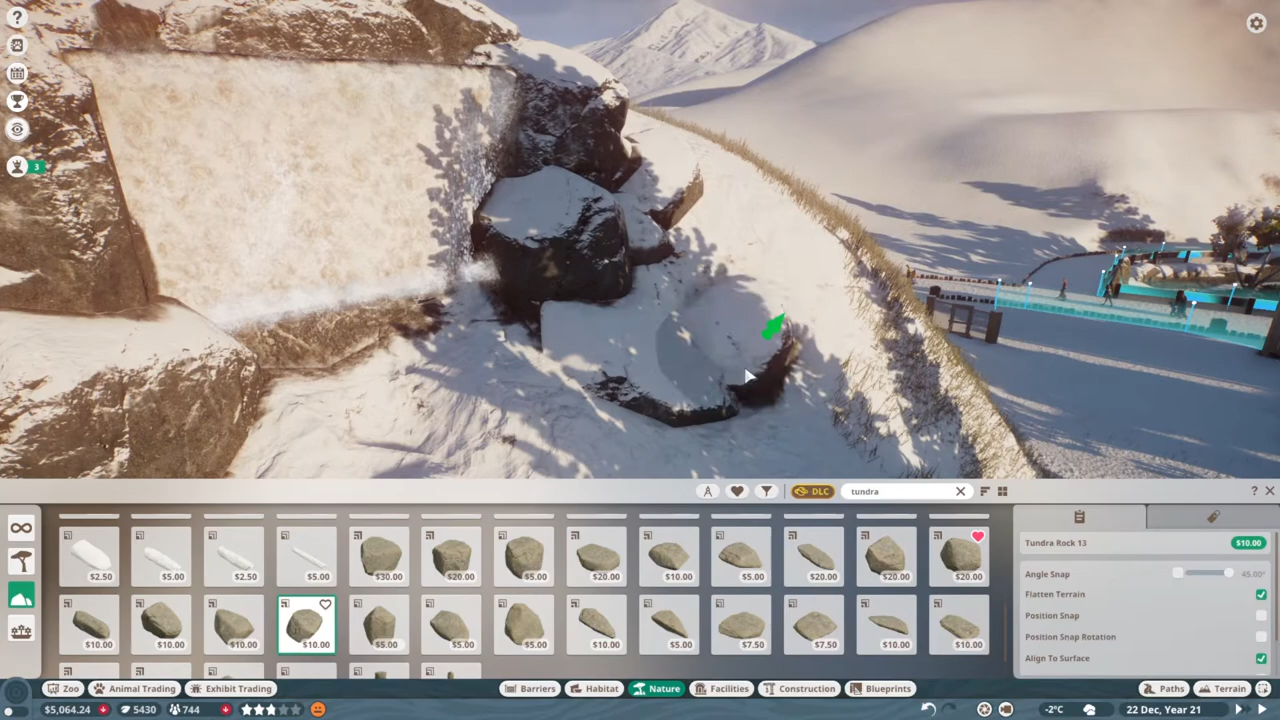 ?
3
DLC
tundra
?
$2.50
$5.00
$2.50
$5.00
$30.00
$20.00
$5.00
$20.00
$10.00
$5.00
$20.00
$20.00
$20.00
$10.00
$10.00
$10.00
$10.00
$5.00
$5.00
$5.00
$10.00
$5.00
$7.50
$7.50
$10.00
$10.00
Tundra Rock 13
$10.00
Angle Snap
45.00°
Flatten Terrain
Position Snap
Position Snap Rotation
Align To Surface
Zoo
Animal Trading
Exhibit Trading
Barriers
Habitat
Nature
Facilities
Construction
Blueprints
Paths
Terrain
$5,064.24
5430
744
-2°C
22 Dec, Year 21